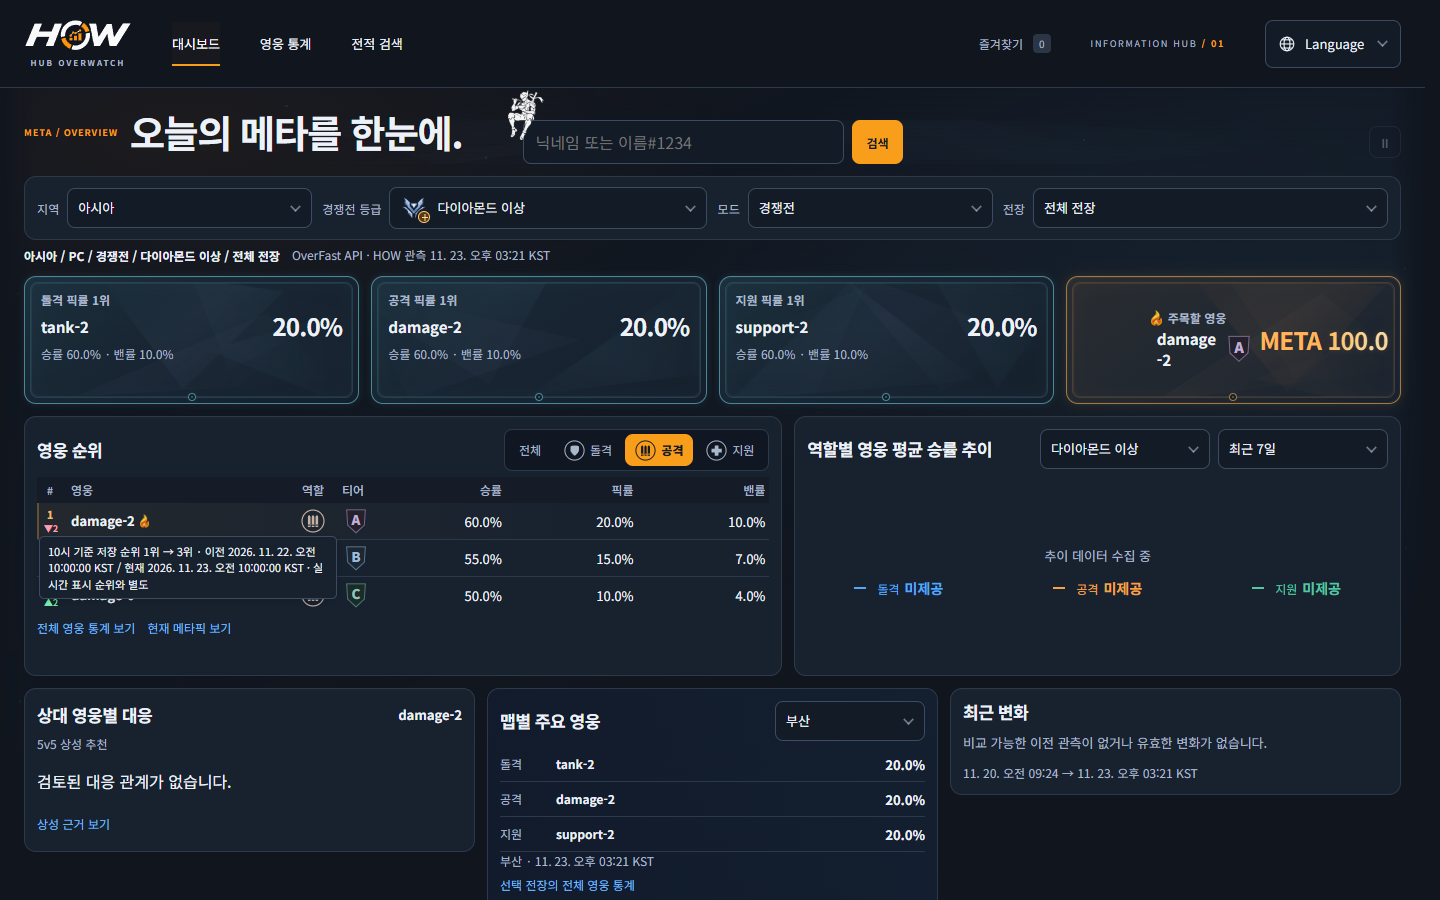 HOW
HUB OVERWATCH
대시보드
영웅 통계
전적 검색
즐겨찾기 0
INFORMATION HUB / 01
Language
META / OVERVIEW
오늘의 메타를 한눈에.
닉네임 또는 이름#1234
검색
지역 아시아
경쟁전 등급 다이아몬드 이상
모드 경쟁전
전장 전체 전장
아시아 / PC / 경쟁전 / 다이아몬드 이상 / 전체 전장 OverFast API · HOW 관측 11. 23. 오후 03:21 KST
돌격 픽률 1위
tank-2 20.0%
승률 60.0% · 밴률 10.0%
공격 픽률 1위
damage-2 20.0%
승률 60.0% · 밴률 10.0%
지원 픽률 1위
support-2 20.0%
승률 60.0% · 밴률 10.0%
주목할 영웅
damage
-2
A
META 100.0
영웅 순위
전체 돌격 공격 지원
# 영웅 역할 티어 승률 픽률 밴률
1 damage-2 A 60.0% 20.0% 10.0%
▼2
10시 기준 저장 순위 1위 → 3위 · 이전 2026. 11. 22. 오전
10:00:00 KST / 현재 2026. 11. 23. 오전 10:00:00 KST · 실
시간 표시 순위와 별도
B 55.0% 15.0% 7.0%
▲2 C 50.0% 10.0% 4.0%
전체 영웅 통계 보기 현재 메타픽 보기
역할별 영웅 평균 승률 추이
다이아몬드 이상
최근 7일
추이 데이터 수집 중
돌격 미제공
공격 미제공
지원 미제공
상대 영웅별 대응 damage-2
5v5 상성 추천
검토된 대응 관계가 없습니다.
상성 근거 보기
맵별 주요 영웅 부산
돌격 tank-2 20.0%
공격 damage-2 20.0%
지원 support-2 20.0%
부산 · 11. 23. 오후 03:21 KST
선택 전장의 전체 영웅 통계
최근 변화
비교 가능한 이전 관측이 없거나 유효한 변화가 없습니다.
11. 20. 오전 09:24 → 11. 23. 오후 03:21 KST